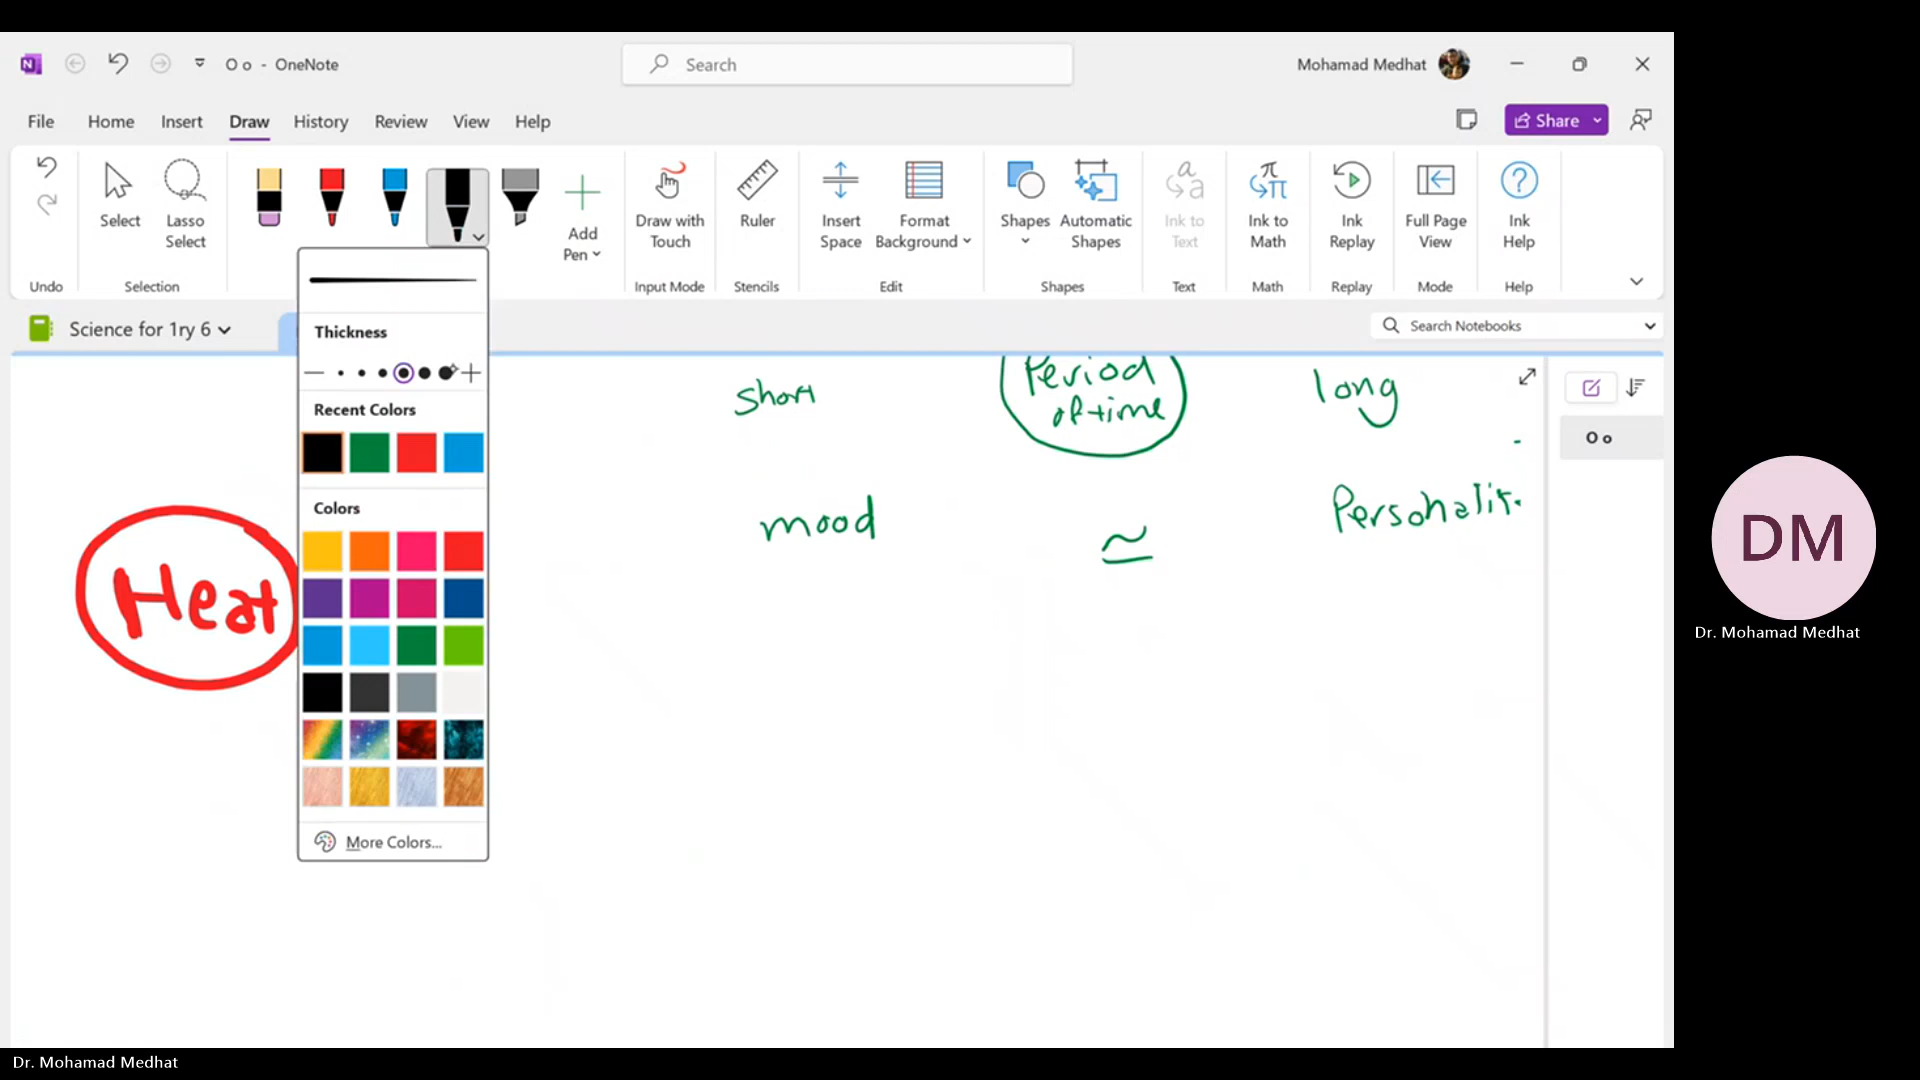 O o - OneNote
Search
Mohamad Medhat
File Home Insert Draw History Review View Help
Share
Select
Lasso Select
Add Pen
Draw with Touch
Ruler
Insert Space
Format Background
Shapes
Automatic Shapes
Ink to Text
Ink to Math
Ink Replay
Full Page View
Ink Help
Undo Selection Input Mode Stencils Edit Shapes Text Math Replay Mode Help
Science for 1ry 6
Search Notebooks
Thickness
Recent Colors
Colors
More Colors...
short Period long
of time
mood ≃ Personalit
Heat
O o
DM
Dr. Mohamad Medhat
Dr. Mohamad Medhat